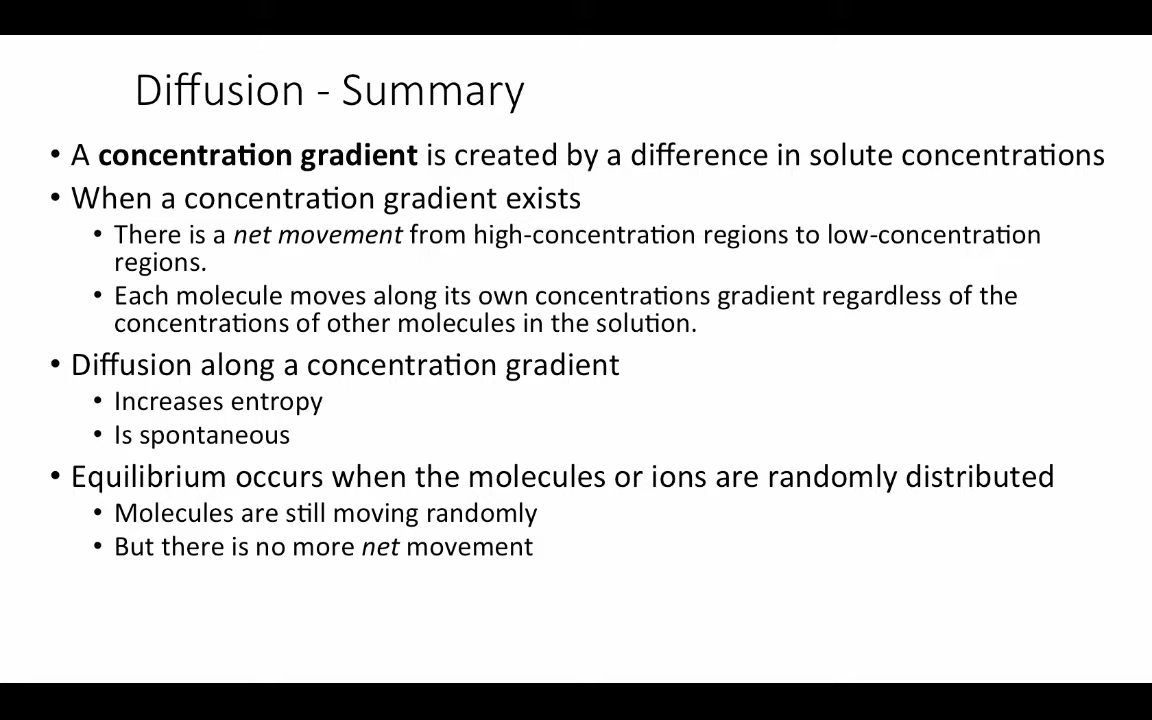 Diffusion - Summary
• A concentration gradient is created by a difference in solute concentrations
• When a concentration gradient exists
• There is a net movement from high-concentration regions to low-concentration
regions.
• Each molecule moves along its own concentrations gradient regardless of the
concentrations of other molecules in the solution.
• Diffusion along a concentration gradient
• Increases entropy
• Is spontaneous
• Equilibrium occurs when the molecules or ions are randomly distributed
• Molecules are still moving randomly
• But there is no more net movement